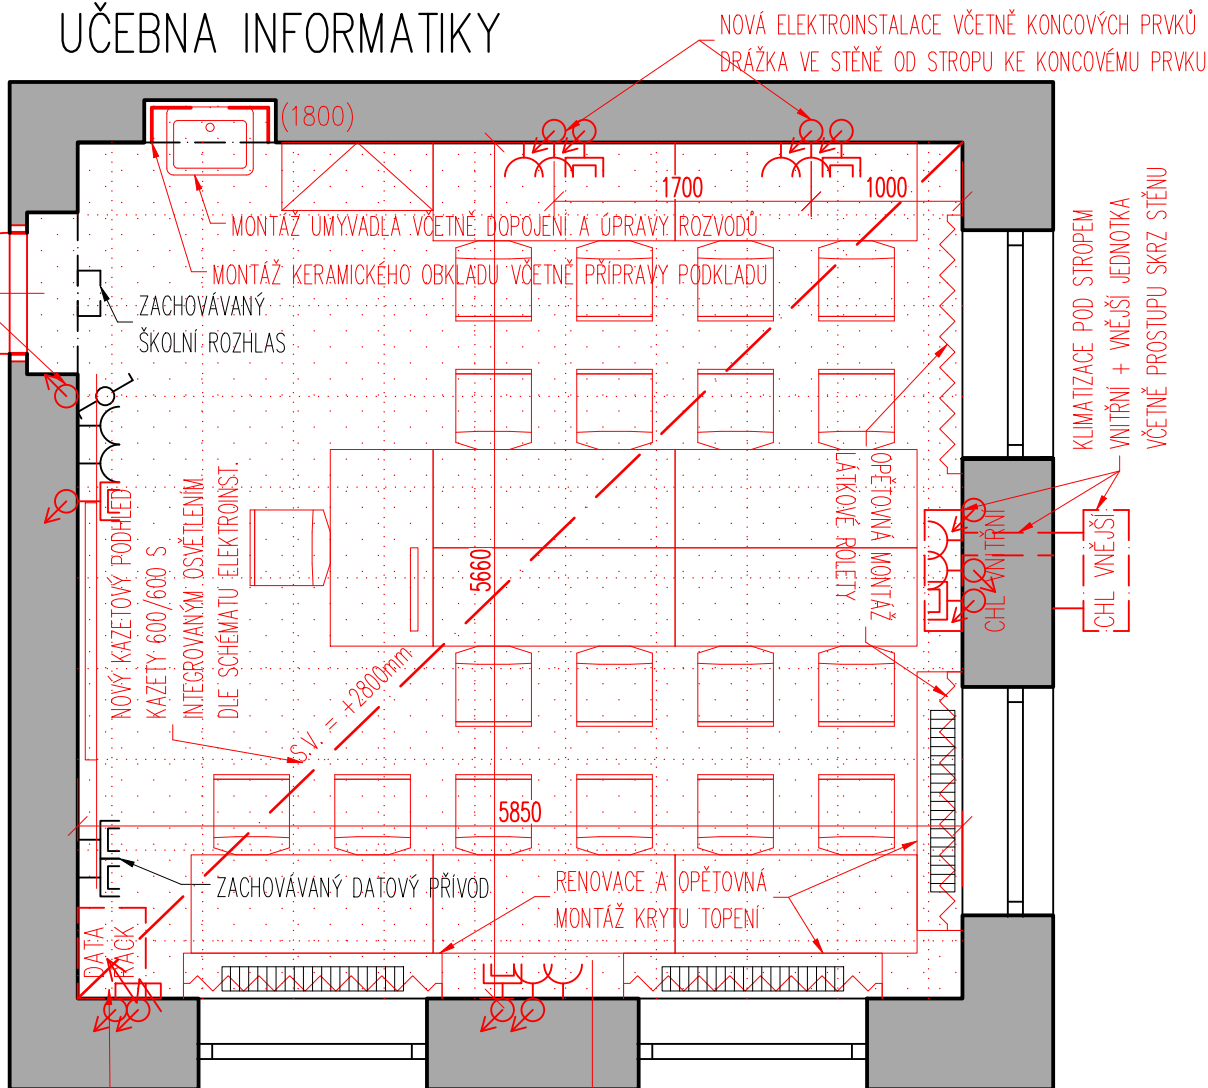 UČEBNA INFORMATIKY
NOVÁ ELEKTROINSTALACE VČETNĚ KONCOVÝCH PRVKŮ
DRÁŽKA VE STĚNĚ OD STROPU KE KONCOVÉMU PRVKU
(1800)
1700
1000
MONTÁŽ UMYVADLA VČETNĚ DOPOJENÍ A ÚPRAVY ROZVODŮ
MONTÁŽ KERAMICKÉHO OBKLADU VČETNĚ PŘÍPRAVY PODKLADU
ZACHOVÁVANÝ
ŠKOLNÍ ROZHLAS
KLIMATIZACE POD STROPEM
VNITŘNÍ + VNĚJŠÍ JEDNOTKA
VČETNĚ PROSTUPU SKRZ STĚNU
OPĚTOVNÁ MONTÁŽ
LÁTKOVÉ ROLETY
NOVÝ KAZETOVÝ PODHLED
KAZETY 600/600 S
INTEGROVANÝM OSVĚTLENÍM
DLE SCHÉMATU ELEKTROINST.
5660
CHL VNITŘNÍ
CHL VNĚJŠÍ
S.V. = +2800mm
5850
ZACHOVÁVANÝ DATOVÝ PŘÍVOD
RENOVACE A OPĚTOVNÁ
MONTÁŽ KRYTU TOPENÍ
DATA
RACK